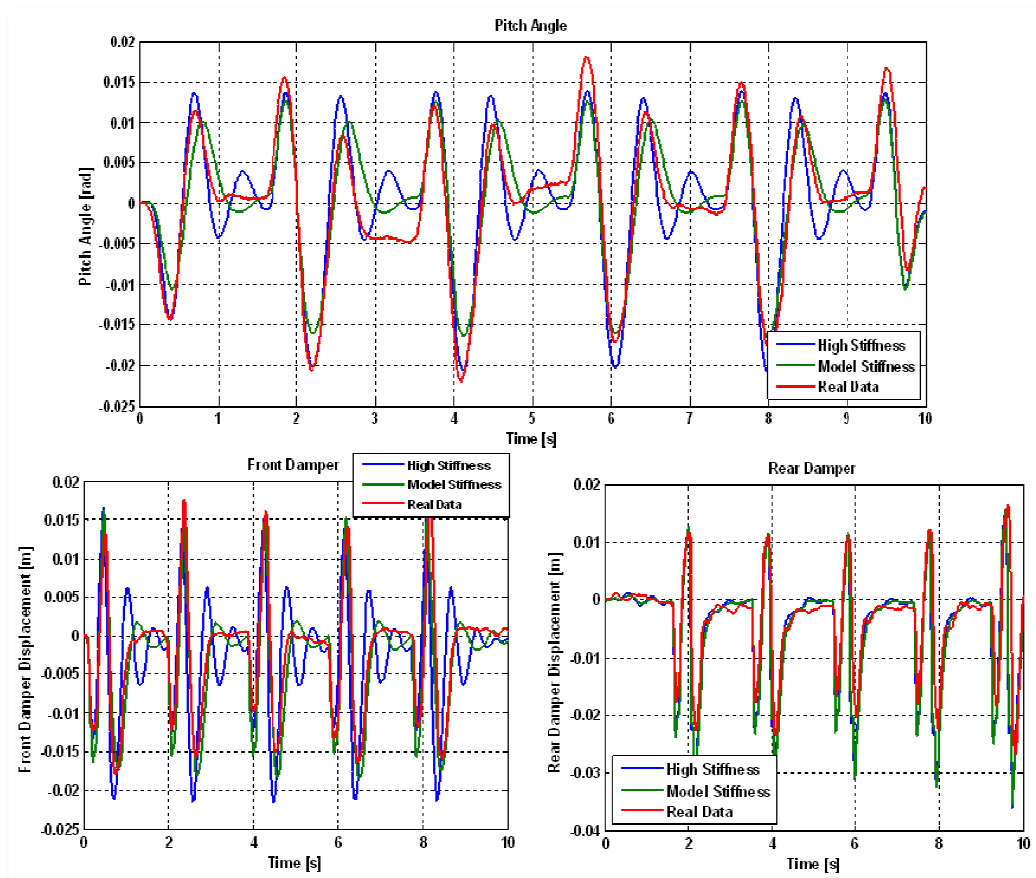 Pitch Angle
0.02
0.015
0.01
0.005
0
-0.005
-0.01
-0.015
-0.02
-0.025
Pitch Angle [rad]
High Stiffness
Model Stiffness
Real Data
0 1 2 3 4 5 6 7 8 9 10
Time [s]
Front Damper
High Stiffness
Model Stiffness
Real Data
0.02
0.015
0.01
0.005
0
-0.005
-0.01
-0.015
-0.02
-0.025
Front Damper Displacement [m]
0 2 4 6 8 10
Time [s]
Rear Damper
0.02
0.01
0
-0.01
-0.02
-0.03
-0.04
Rear Damper Displacement [m]
High Stiffness
Model Stiffness
Real Data
0 2 4 6 8 10
Time [s]